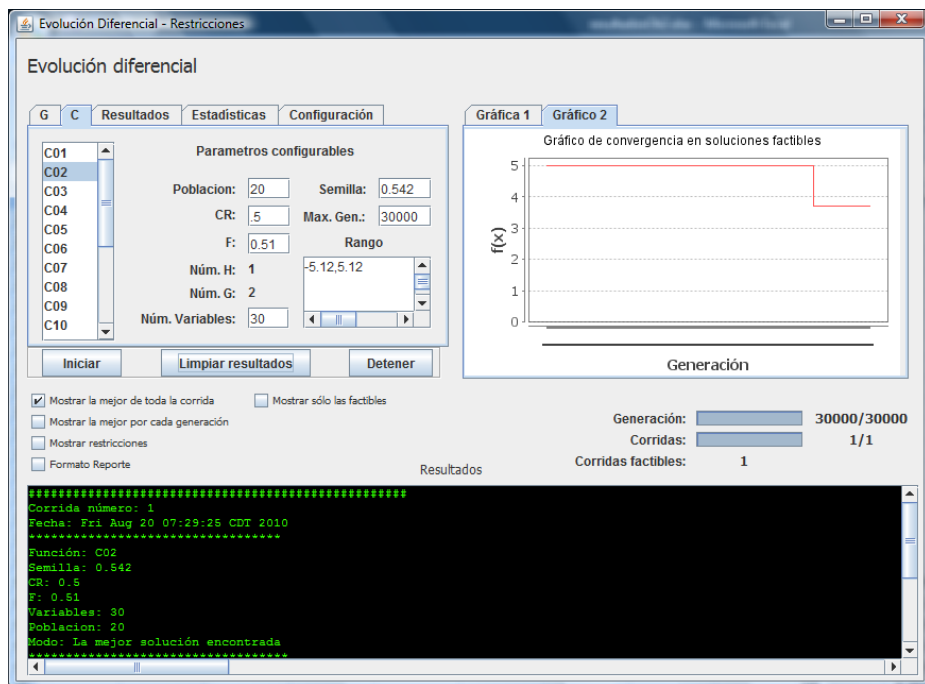 Evolución Diferencial - Restricciones
Evolución diferencial
G C Resultados Estadísticas Configuración
C01
C02
C03
C04
C05
C06
C07
C08
C09
C10
Parametros configurables
Poblacion: 20 Semilla: 0.542
CR: .5 Max. Gen.: 30000
F: 0.51 Rango
Núm. H: 1 -5.12,5.12
Núm. G: 2
Núm. Variables: 30
Iniciar Limpiar resultados Detener
Gráfica 1 Gráfico 2
Gráfico de convergencia en soluciones factibles
f(x)
5
4
3
2
1
0
Generación
Mostrar la mejor de toda la corrida Mostrar sólo las factibles
Mostrar la mejor por cada generación
Mostrar restricciones
Formato Reporte
Generación: 30000/30000
Corridas: 1/1
Corridas factibles: 1
Resultados
####################################################
Corrida número: 1
Fecha: Fri Aug 20 07:29:25 CDT 2010
***********************************
Función: C02
Semilla: 0.542
CR: 0.5
F: 0.51
Variables: 30
Poblacion: 20
Modo: La mejor solución encontrada
************************************